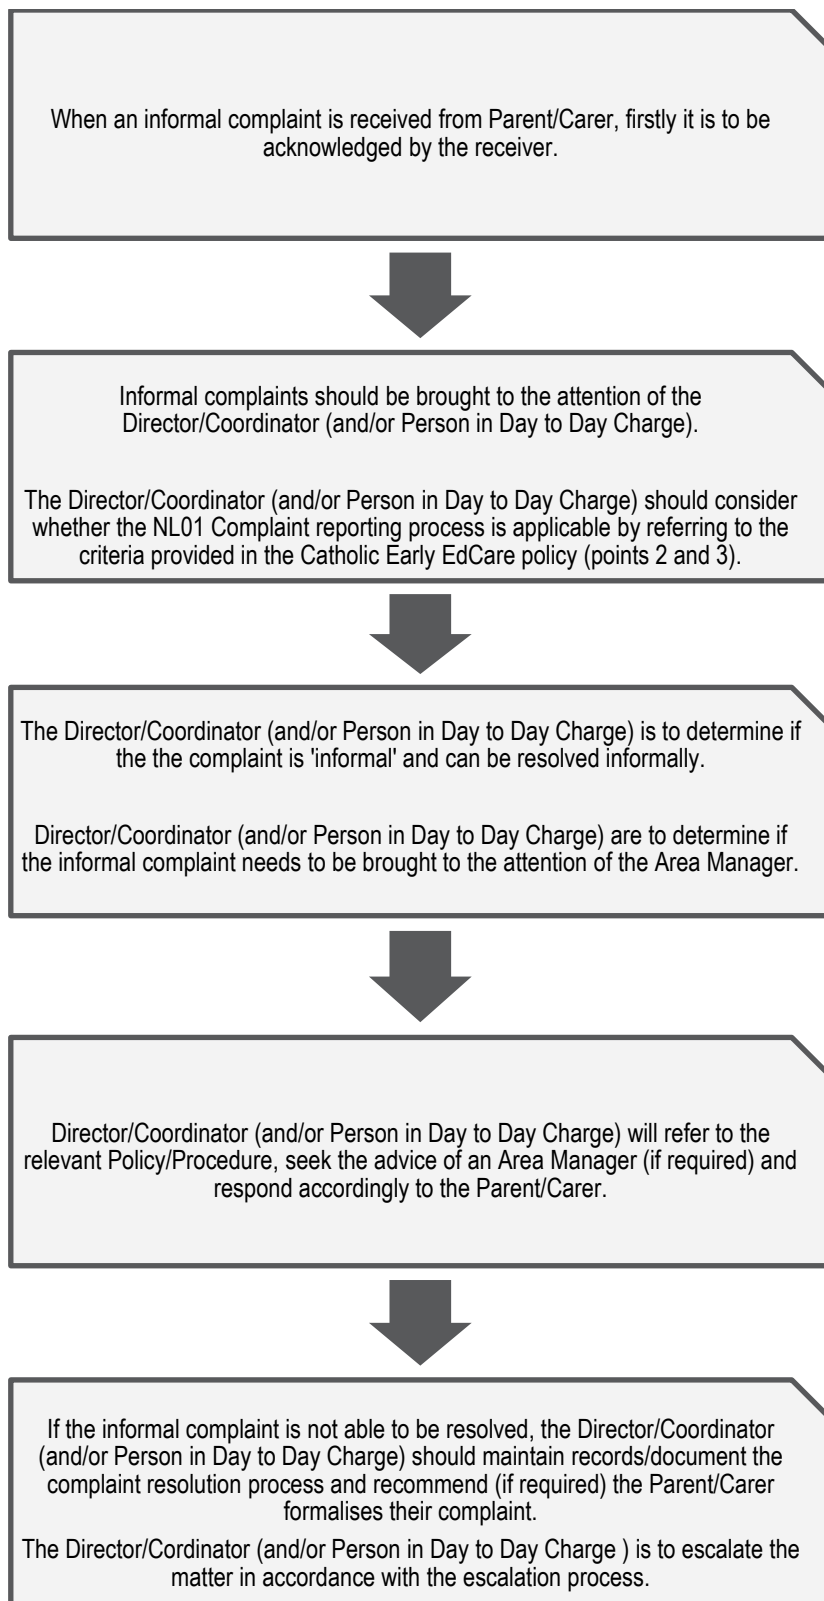 When an informal complaint is received from Parent/Carer, firstly it is to be
acknowledged by the receiver.
Informal complaints should be brought to the attention of the
Director/Coordinator (and/or Person in Day to Day Charge).
The Director/Coordinator (and/or Person in Day to Day Charge) should consider
whether the NL01 Complaint reporting process is applicable by referring to the
criteria provided in the Catholic Early EdCare policy (points 2 and 3).
The Director/Coordinator (and/or Person in Day to Day Charge) is to determine if
the the complaint is 'informal' and can be resolved informally.
Director/Coordinator (and/or Person in Day to Day Charge) are to determine if
the informal complaint needs to be brought to the attention of the Area Manager.
Director/Coordinator (and/or Person in Day to Day Charge) will refer to the
relevant Policy/Procedure, seek the advice of an Area Manager (if required) and
respond accordingly to the Parent/Carer.
If the informal complaint is not able to be resolved, the Director/Coordinator
(and/or Person in Day to Day Charge) should maintain records/document the
complaint resolution process and recommend (if required) the Parent/Carer
formalises their complaint.
The Director/Cordinator (and/or Person in Day to Day Charge ) is to escalate the
matter in accordance with the escalation process.